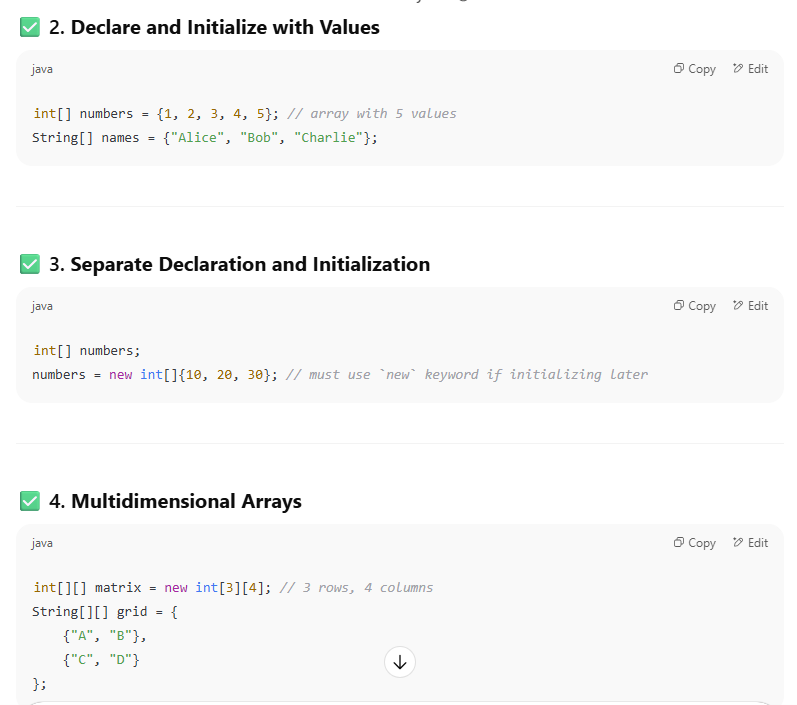 ✅ 2. Declare and Initialize with Values
java
Copy
Edit
int[] numbers = {1, 2, 3, 4, 5}; // array with 5 values
String[] names = {"Alice", "Bob", "Charlie"};
✅ 3. Separate Declaration and Initialization
java
Copy
Edit
int[] numbers;
numbers = new int[]{10, 20, 30}; // must use `new` keyword if initializing later
✅ 4. Multidimensional Arrays
java
Copy
Edit
int[][] matrix = new int[3][4]; // 3 rows, 4 columns
String[][] grid = {
    {"A", "B"},
    {"C", "D"}
};